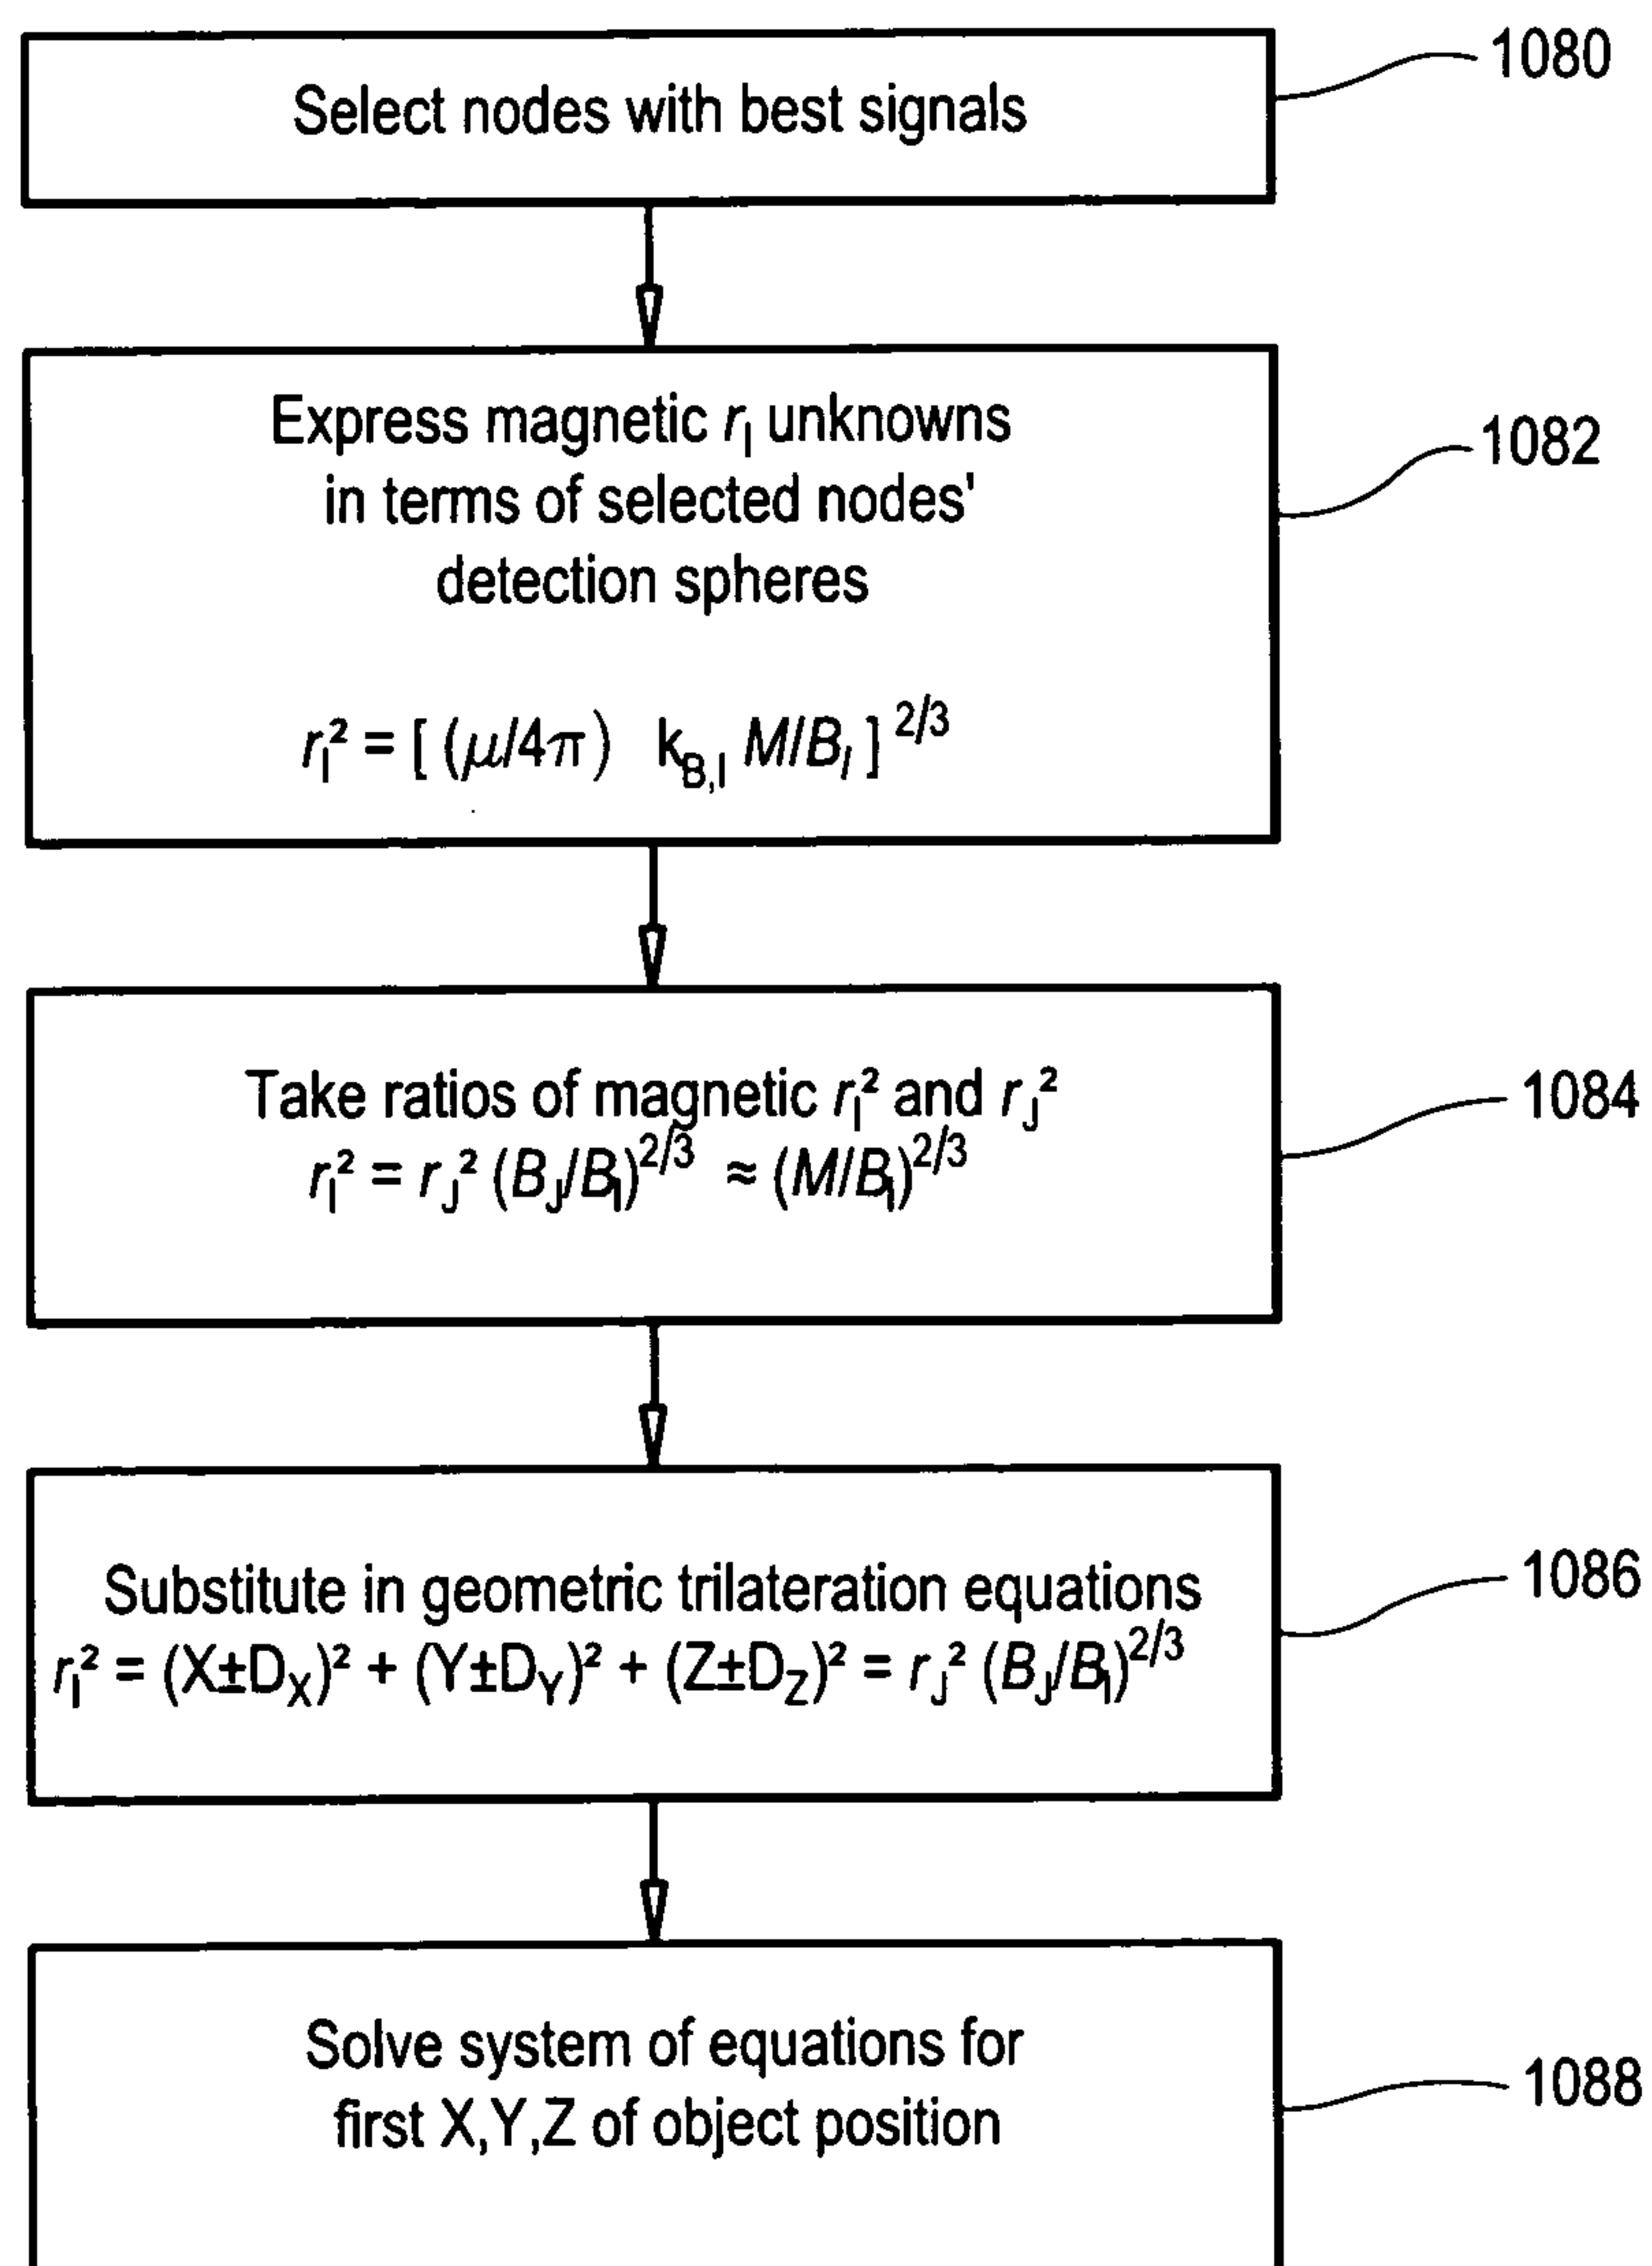 Select nodes with best signals
1080
Express magnetic r_I unknowns
in terms of selected nodes'
detection spheres
r_I² = [ (μ/4π) k_B,I M/B_I ]^2/3
1082
Take ratios of magnetic r_I² and r_J²
r_I² = r_J² (B_J/B_I)^2/3 ≈ (M/B_I)^2/3
1084
Substitute in geometric trilateration equations
r_I² = (X±D_X)² + (Y±D_Y)² + (Z±D_Z)² = r_J² (B_J/B_I)^2/3
1086
Solve system of equations for
first X,Y,Z of object position
1088